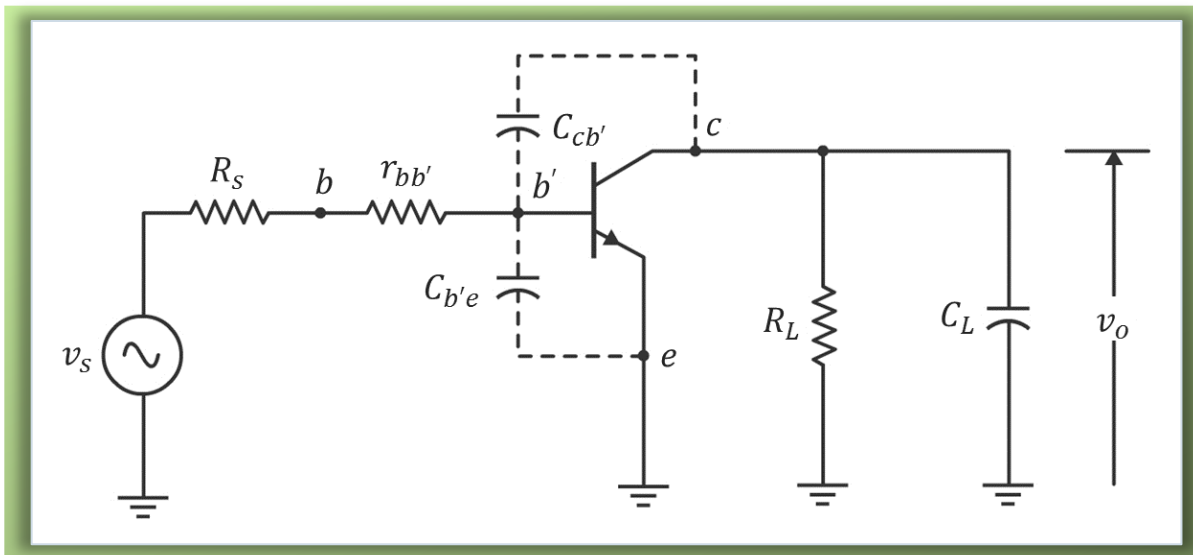 C_{cb'}
c
R_s
b
r_{bb'}
b'
C_{b'e}
R_L
C_L
v_o
v_s
e